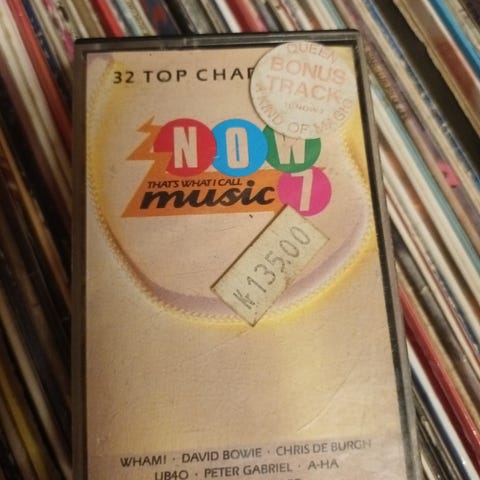 32 TOP CHAR
QUEEN
BONUS
TRACK
A KIND OF MAGIC
NOW
THAT'S WHAT I CALL
music 7
135.00
WHAM! · DAVID BOWIE · CHRIS DE BURGH
UB40 · PETER GABRIEL · A-HA